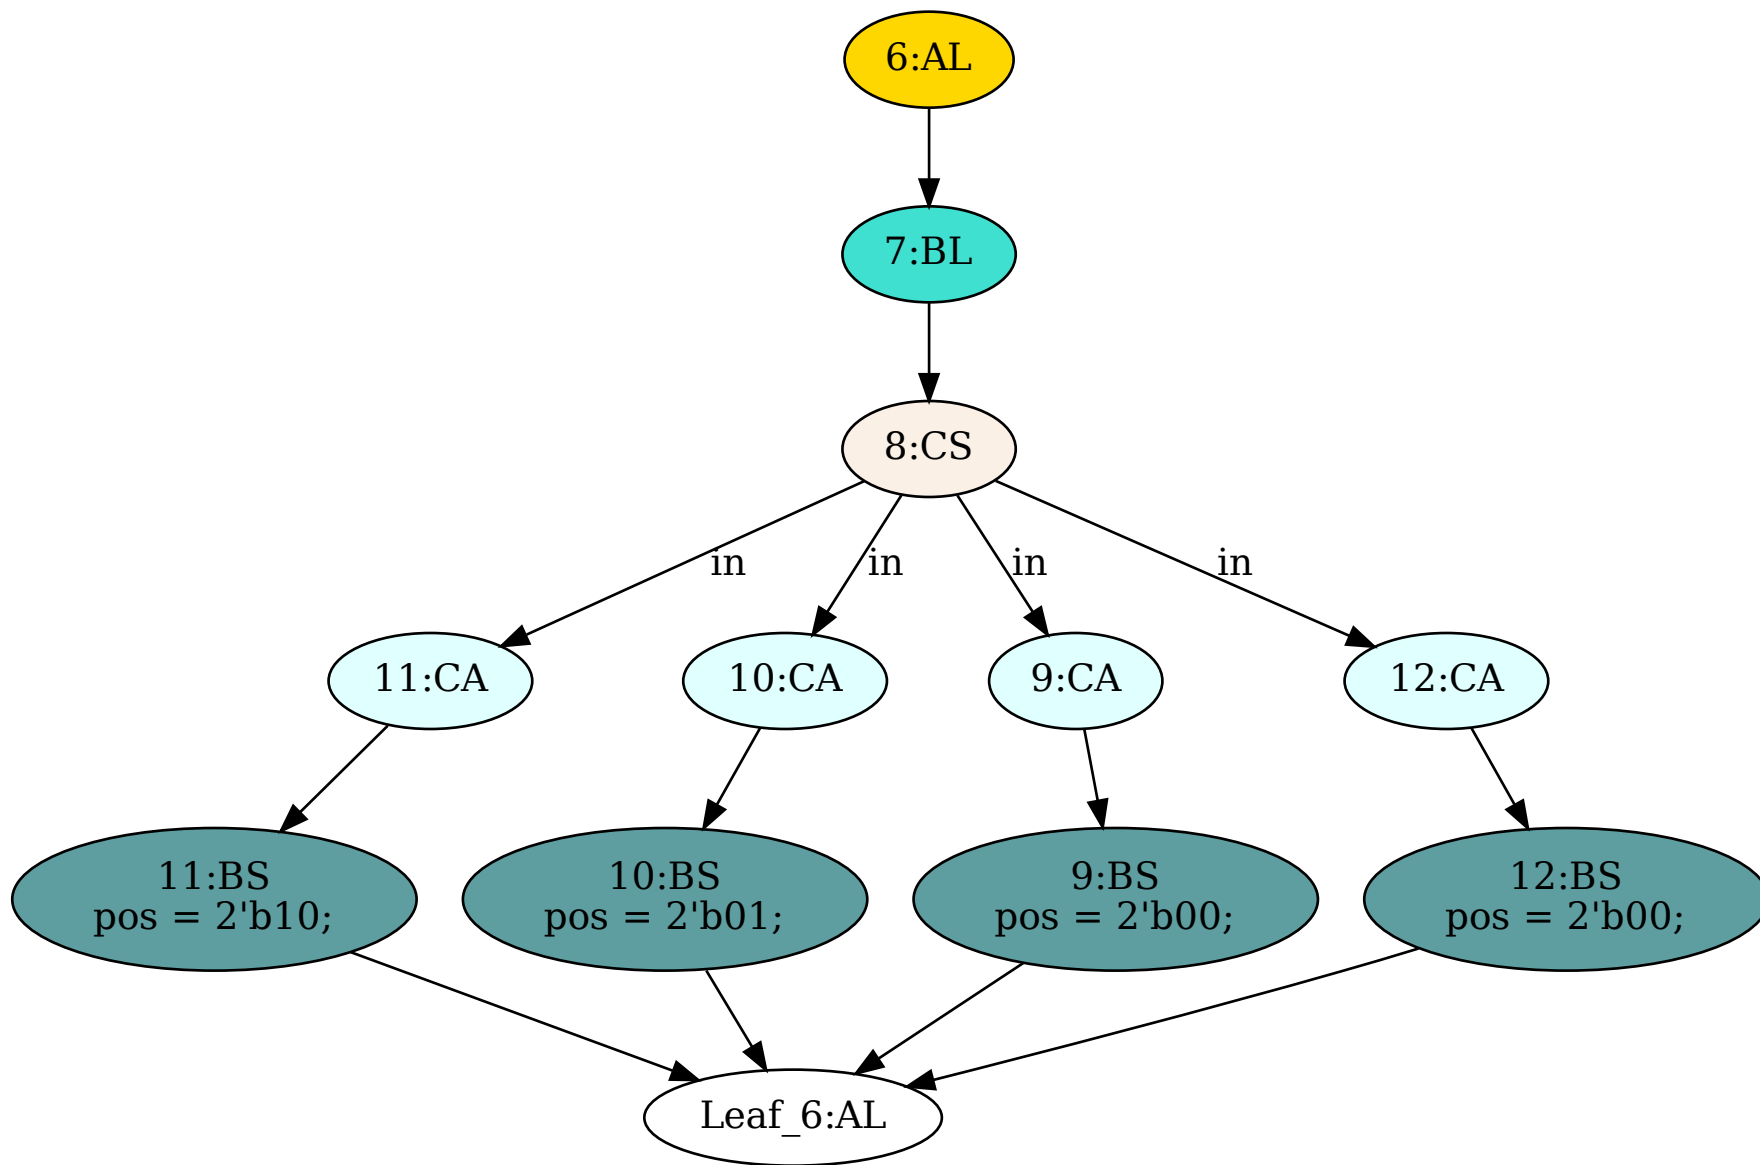 6:AL
7:BL
8:CS
in
in
in
in
11:CA
10:CA
9:CA
12:CA
11:BS
pos = 2'b10;
10:BS
pos = 2'b01;
9:BS
pos = 2'b00;
12:BS
pos = 2'b00;
Leaf_6:AL